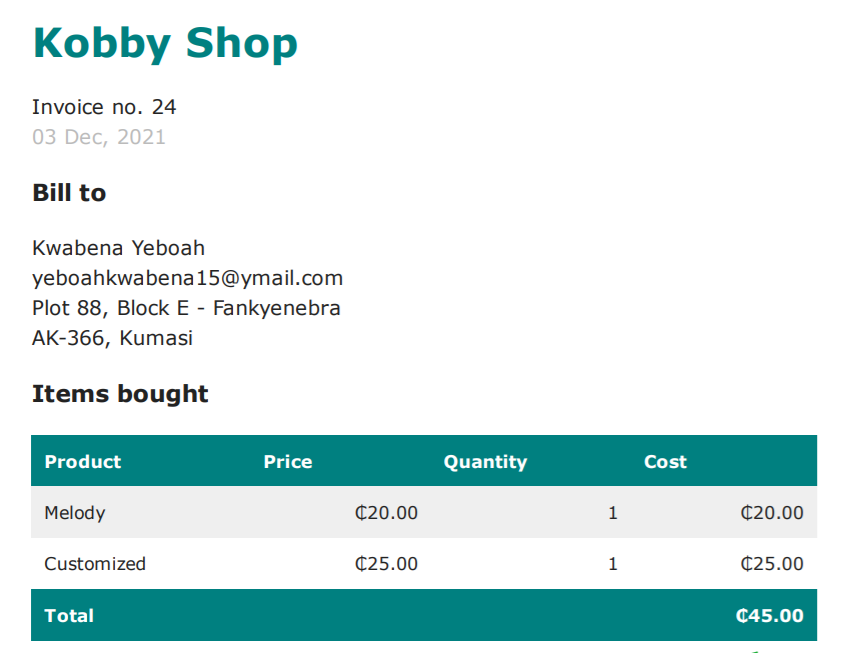 Kobby Shop
Invoice no. 24
03 Dec, 2021
Bill to
Kwabena Yeboah
yeboahkwabena15@ymail.com
Plot 88, Block E - Fankyenebra
AK-366, Kumasi
Items bought
Product Price Quantity Cost
Melody ₵20.00 1 ₵20.00
Customized ₵25.00 1 ₵25.00
Total ₵45.00